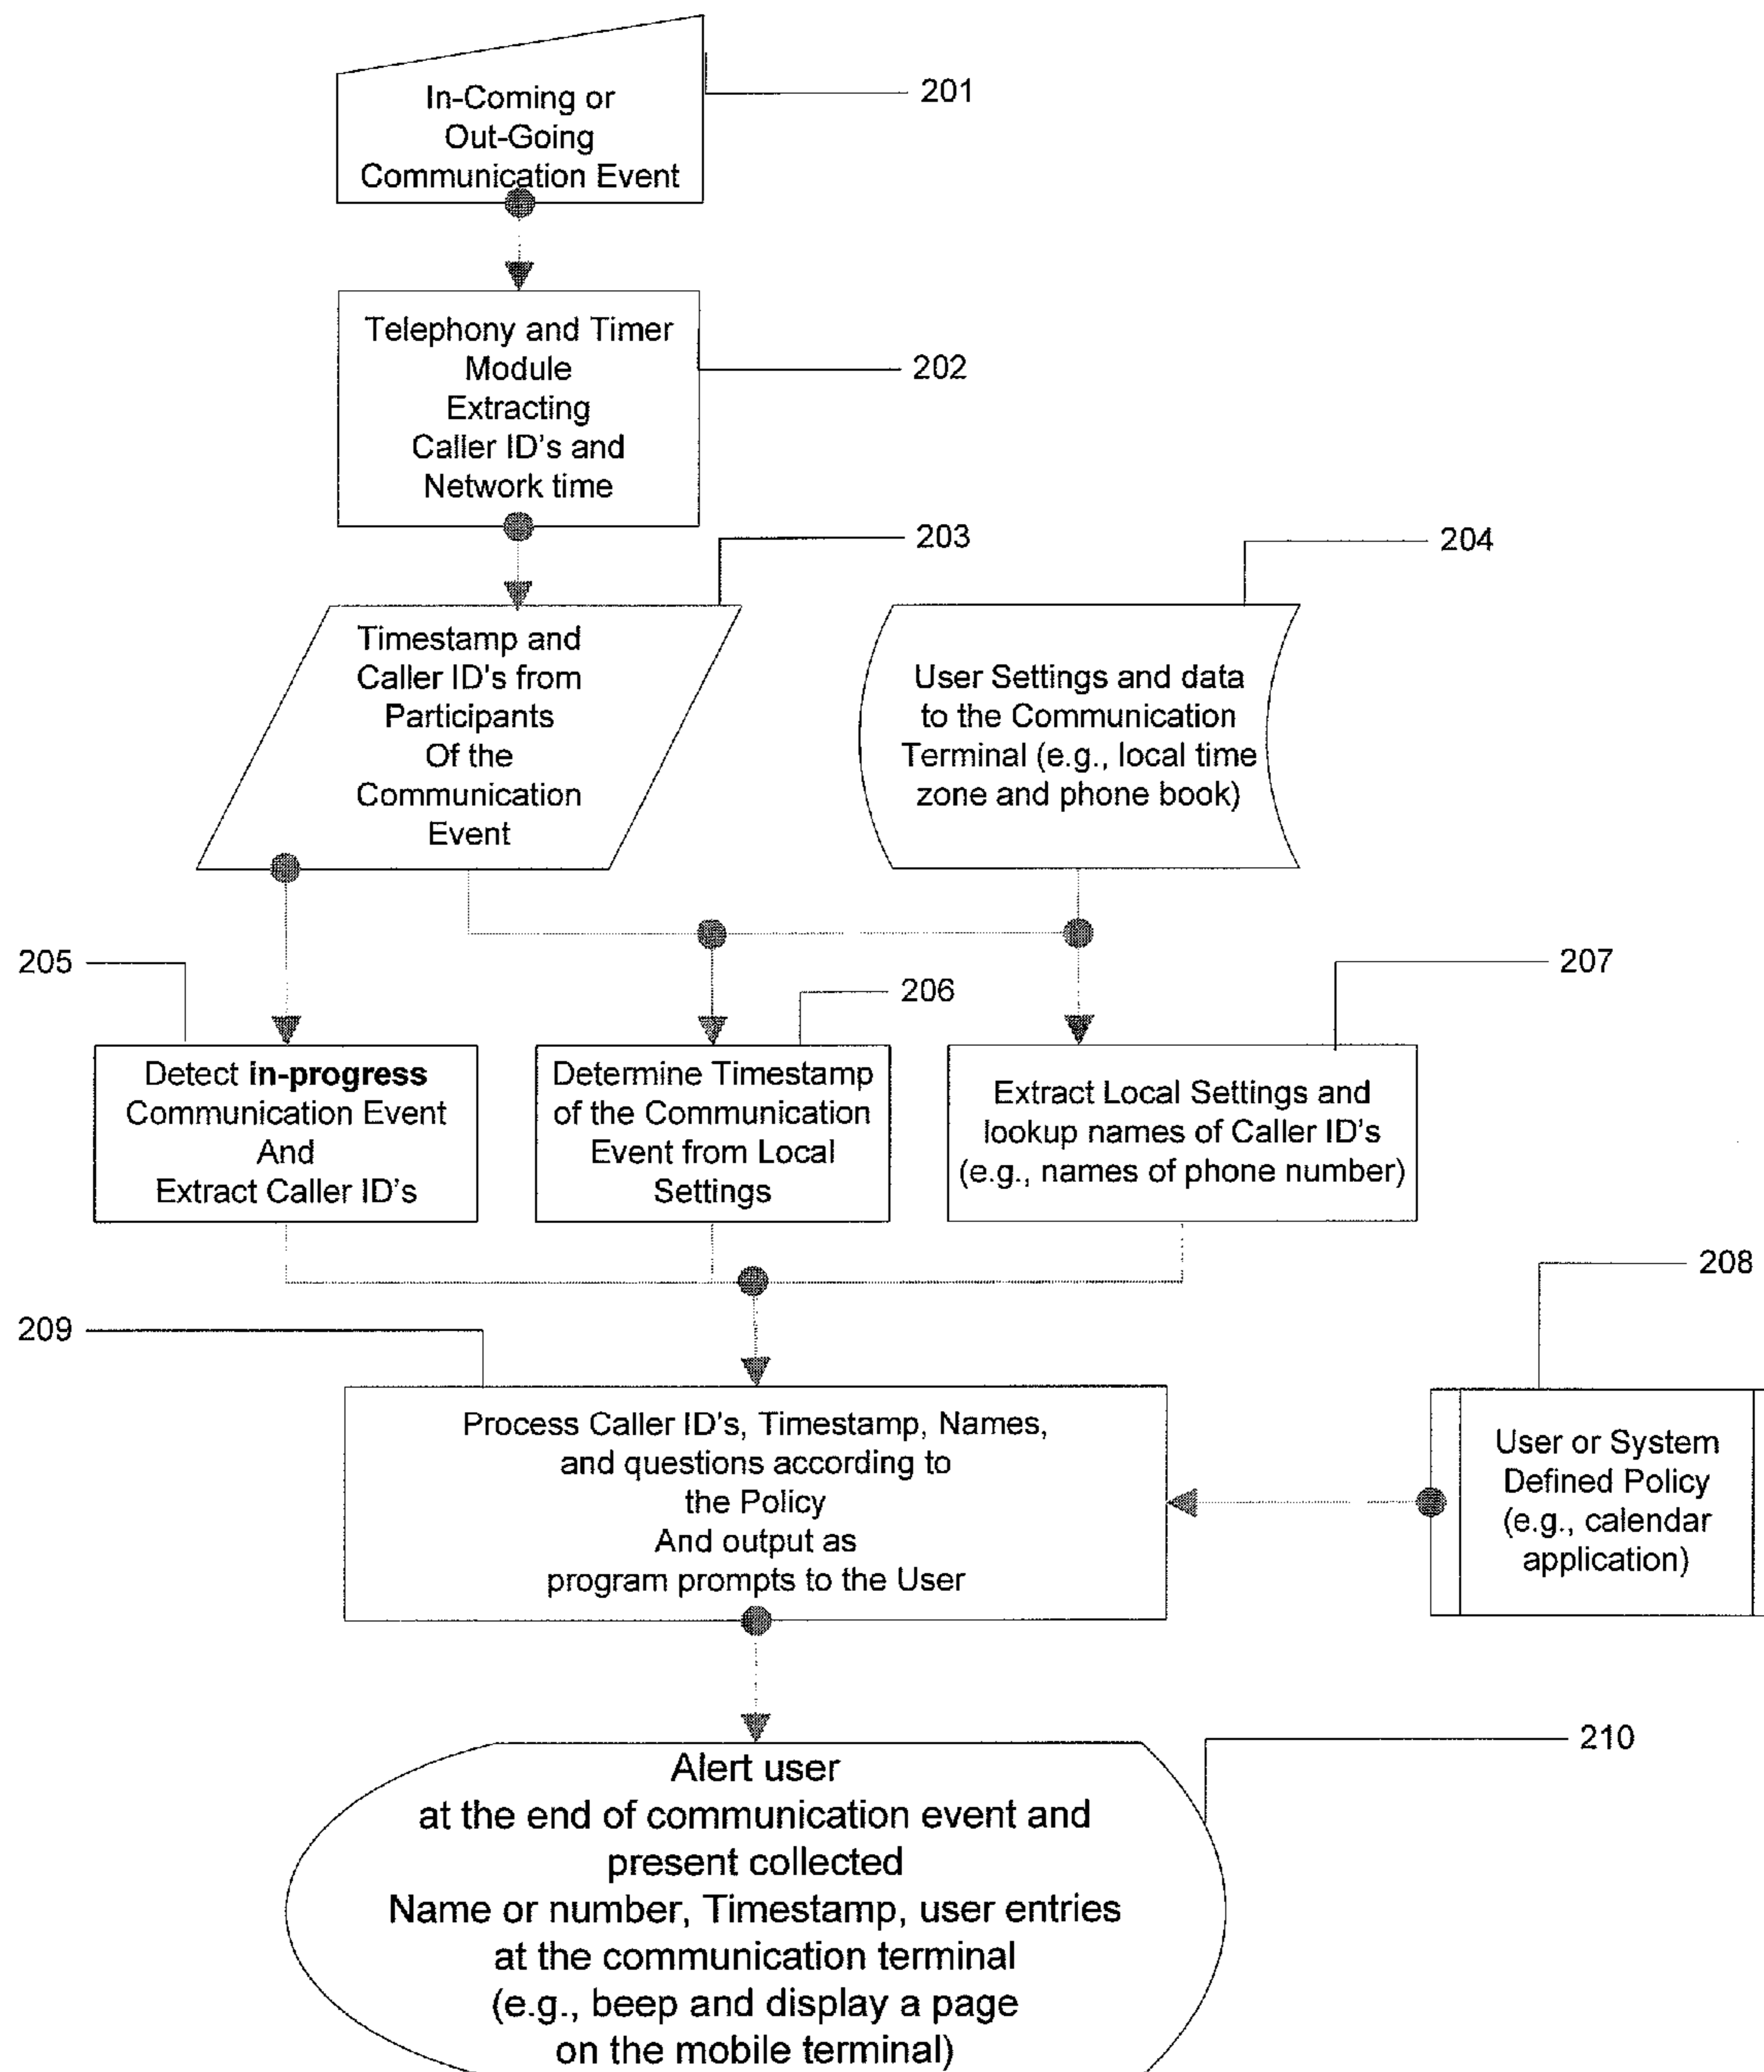 In-Coming or
Out-Going
Communication Event
201
Telephony and Timer
Module
Extracting
Caller ID's and
Network time
202
203
204
Timestamp and
Caller ID's from
Participants
Of the
Communication
Event
User Settings and data
to the Communication
Terminal (e.g., local time
zone and phone book)
205
206
207
Detect in-progress
Communication Event
And
Extract Caller ID's
Determine Timestamp
of the Communication
Event from Local
Settings
Extract Local Settings and
lookup names of Caller ID's
(e.g., names of phone number)
208
209
Process Caller ID's, Timestamp, Names,
and questions according to
the Policy
And output as
program prompts to the User
User or System
Defined Policy
(e.g., calendar
application)
210
Alert user
at the end of communication event and
present collected
Name or number, Timestamp, user entries
at the communication terminal
(e.g., beep and display a page
on the mobile terminal)